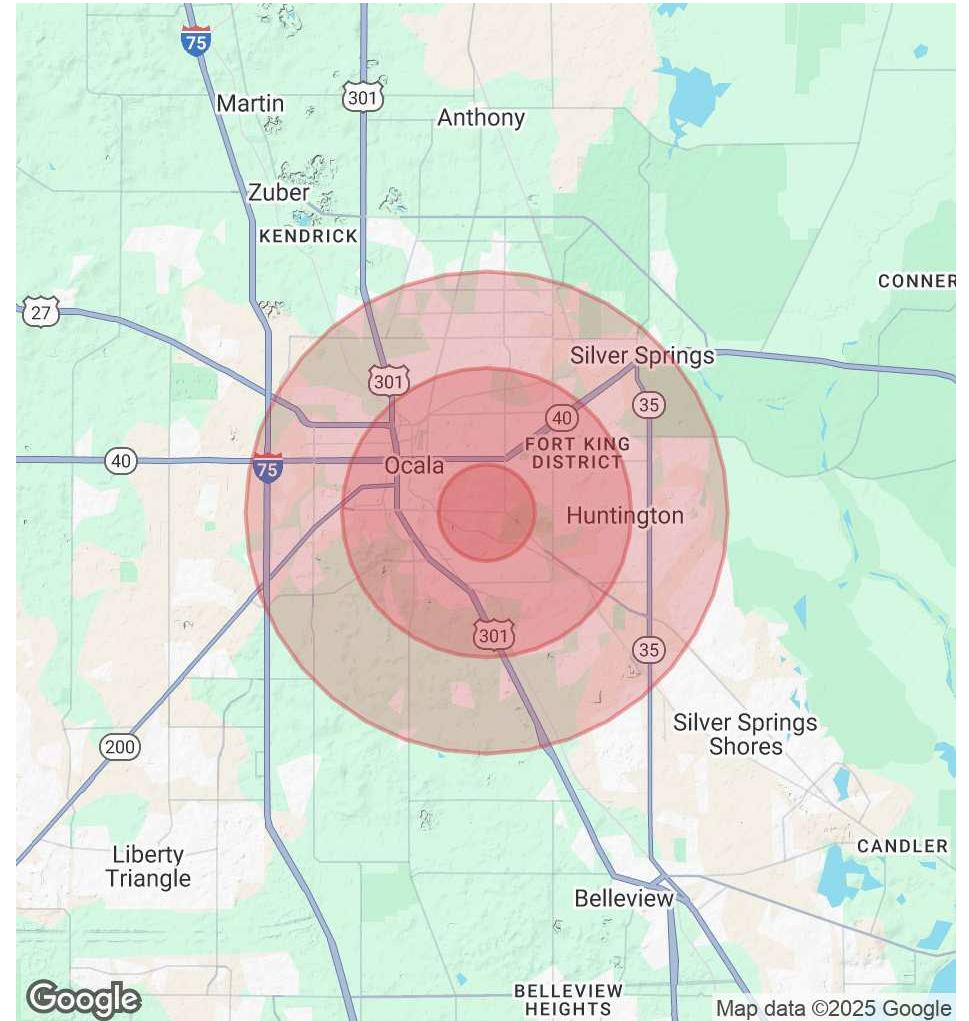 75
Martin
301
Anthony
Zuber
KENDRICK
CONNER
27
Silver Springs
301
35
40
FORT KING
DISTRICT
40
75
Ocala
Huntington
301
35
Silver Springs
Shores
200
Liberty
Triangle
CANDLER
Belleview
BELLEVIEW
HEIGHTS
Google
Map data ©2025 Google